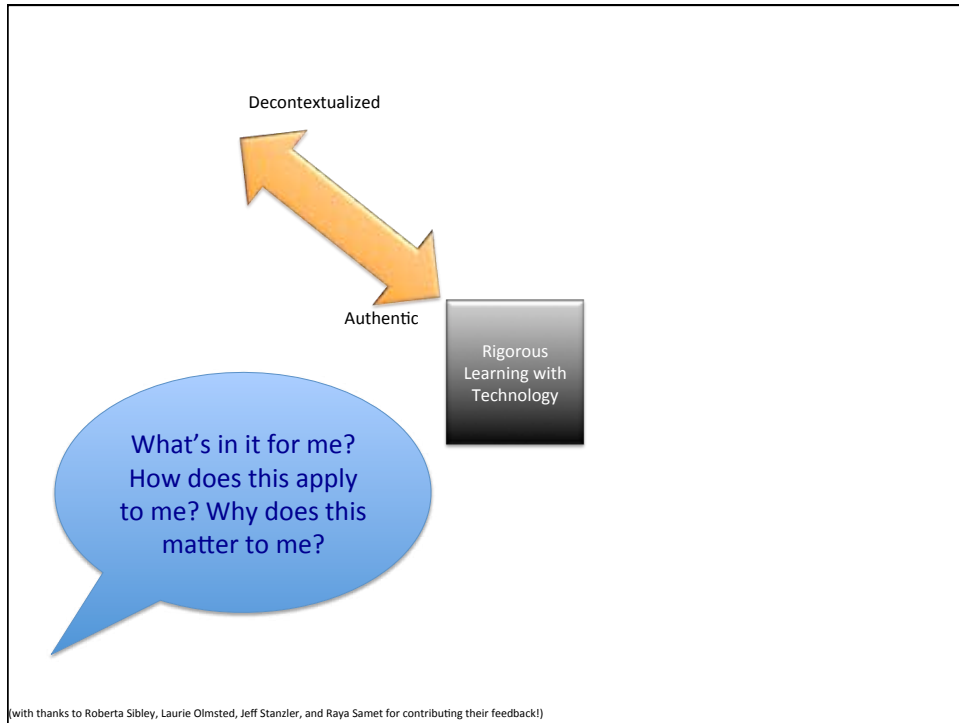 Decontextualized
Authentic
Rigorous
Learning with
Technology
What’s in it for me?
How does this apply
to me? Why does this
matter to me?
(with thanks to Roberta Sibley, Laurie Olmsted, Jeff Stanzler, and Raya Samet for contributing their feedback!)